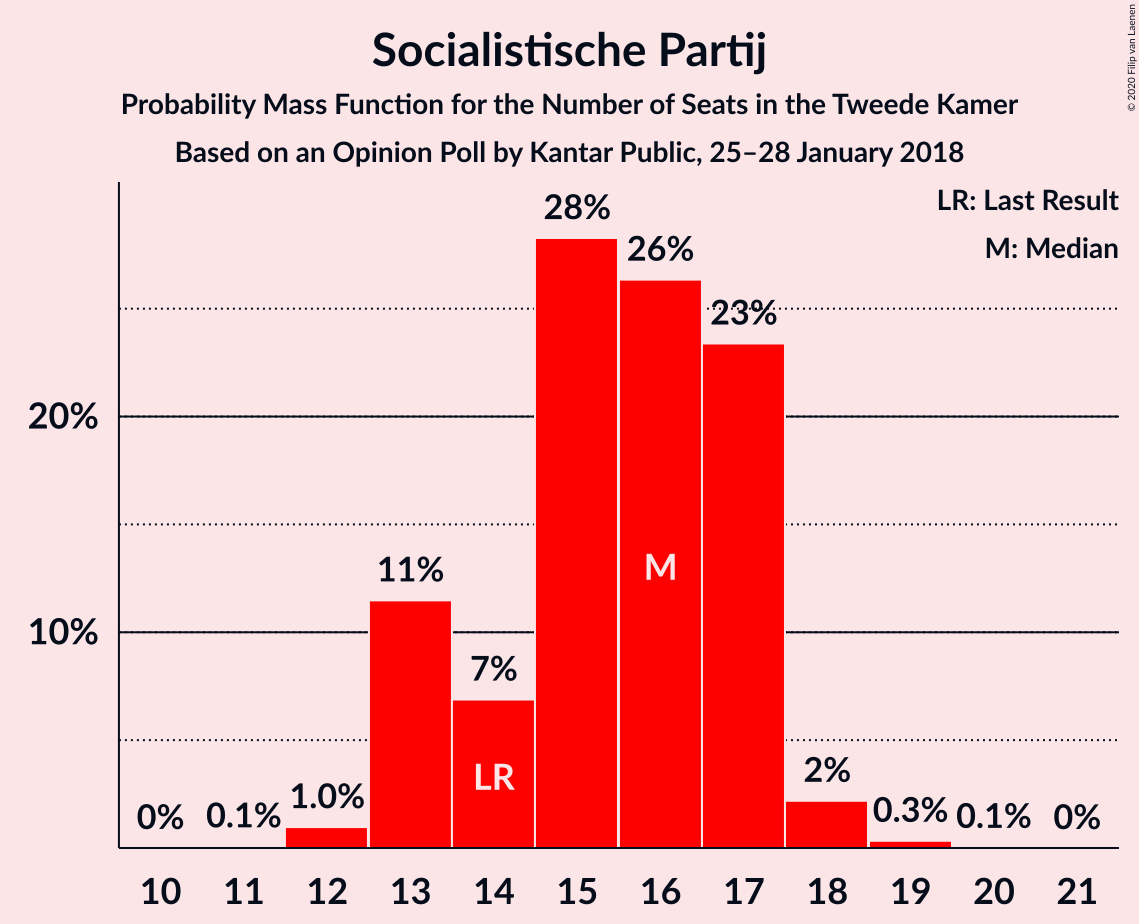 Socialistische Partij
Probability Mass Function for the Number of Seats in the Tweede Kamer
Based on an Opinion Poll by Kantar Public, 25–28 January 2018
© 2020 Filip van Laenen
LR: Last Result
M: Median
28%
26%
23%
20%
11%
M
10%
7%
LR
2%
0% 0.1% 1.0% 0.3% 0.1% 0%
10 11 12 13 14 15 16 17 18 19 20 21